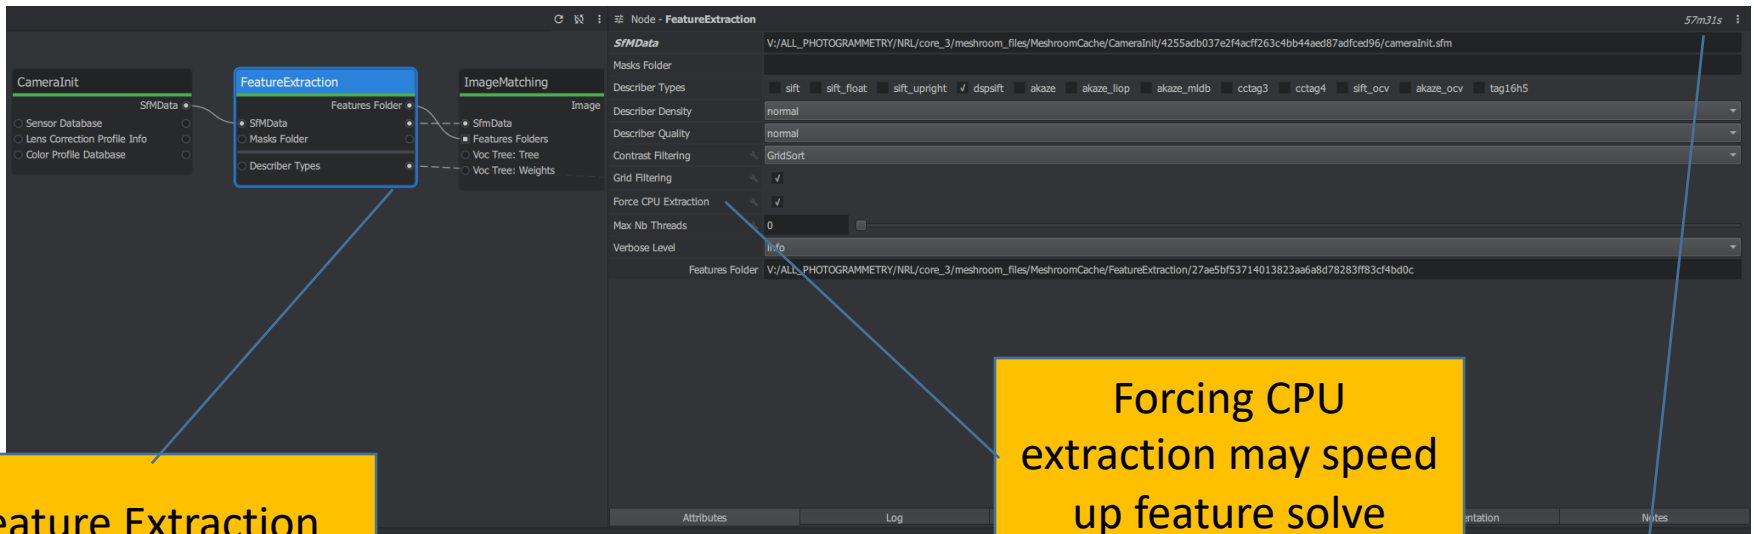 Node - FeatureExtraction
57m31s
CameraInit
SfMData
Sensor Database
Lens Correction Profile Info
Color Profile Database
FeatureExtraction
Features Folder
SfMData
Masks Folder
Describer Types
ImageMatching
Image
SfmData
Features Folders
Voc Tree: Tree
Voc Tree: Weights
SfMData V:/ALL_PHOTOGRAMMETRY/NRL/core_3/meshroom_files/MeshroomCache/CameraInit/4255adb037e2f4acff263c4bb44aed87adfced96/cameraInit.sfm
Masks Folder
Describer Types sift sift_float sift_upright dspsift akaze akaze_liop akaze_mldb cctag3 cctag4 sift_ocv akaze_ocv tag16h5
Describer Density normal
Describer Quality normal
Contrast Filtering GridSort
Grid Filtering
Force CPU Extraction
Max Nb Threads 0
Verbose Level info
Features Folder V:/ALL_PHOTOGRAMMETRY/NRL/core_3/meshroom_files/MeshroomCache/FeatureExtraction/27ae5bf53714013823aa6a8d78283ff83cf4bd0c
Attributes Log entation Notes
eature Extraction
Forcing CPU
extraction may speed
up feature solve